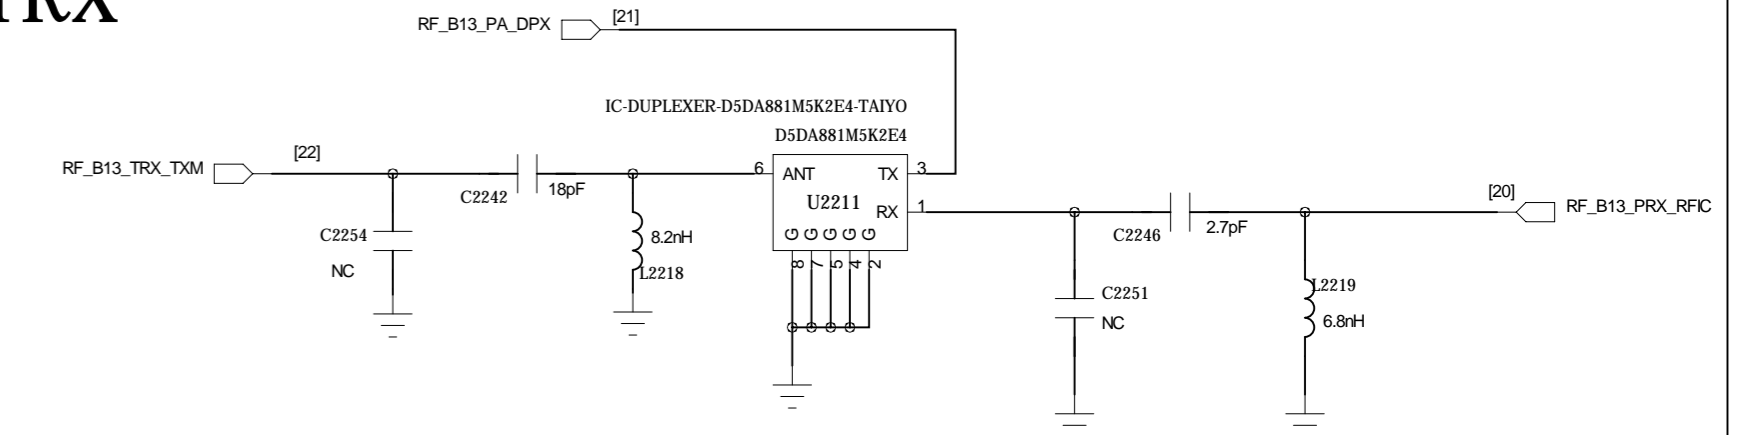 TRX
RF_B13_PA_DPX
[21]
IC-DUPLEXER-D5DA881M5K2E4-TAIYO
D5DA881M5K2E4
RF_B13_TRX_TXM
[22]
C2242
18pF
6
ANT
TX
3
U2211
RX
1
G G G G G
8 7 5 4 2
C2254
NC
8.2nH
L2218
C2246
2.7pF
[20]
RF_B13_PRX_RFIC
C2251
NC
L2219
6.8nH